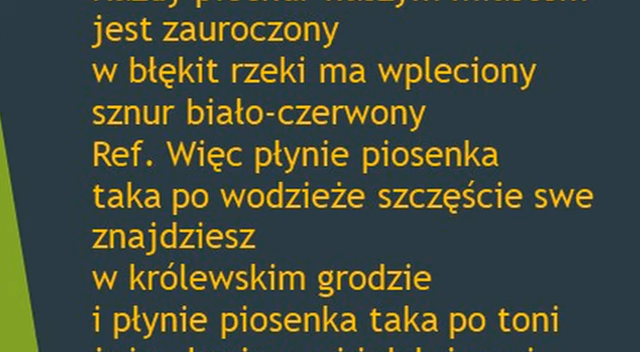 jest zauroczony
w błękit rzeki ma wpleciony
sznur biało-czerwony
Ref. Więc płynie piosenka
taka po wodzieże szczęście swe
znajdziesz
w królewskim grodzie
i płynie piosenka taka po toni